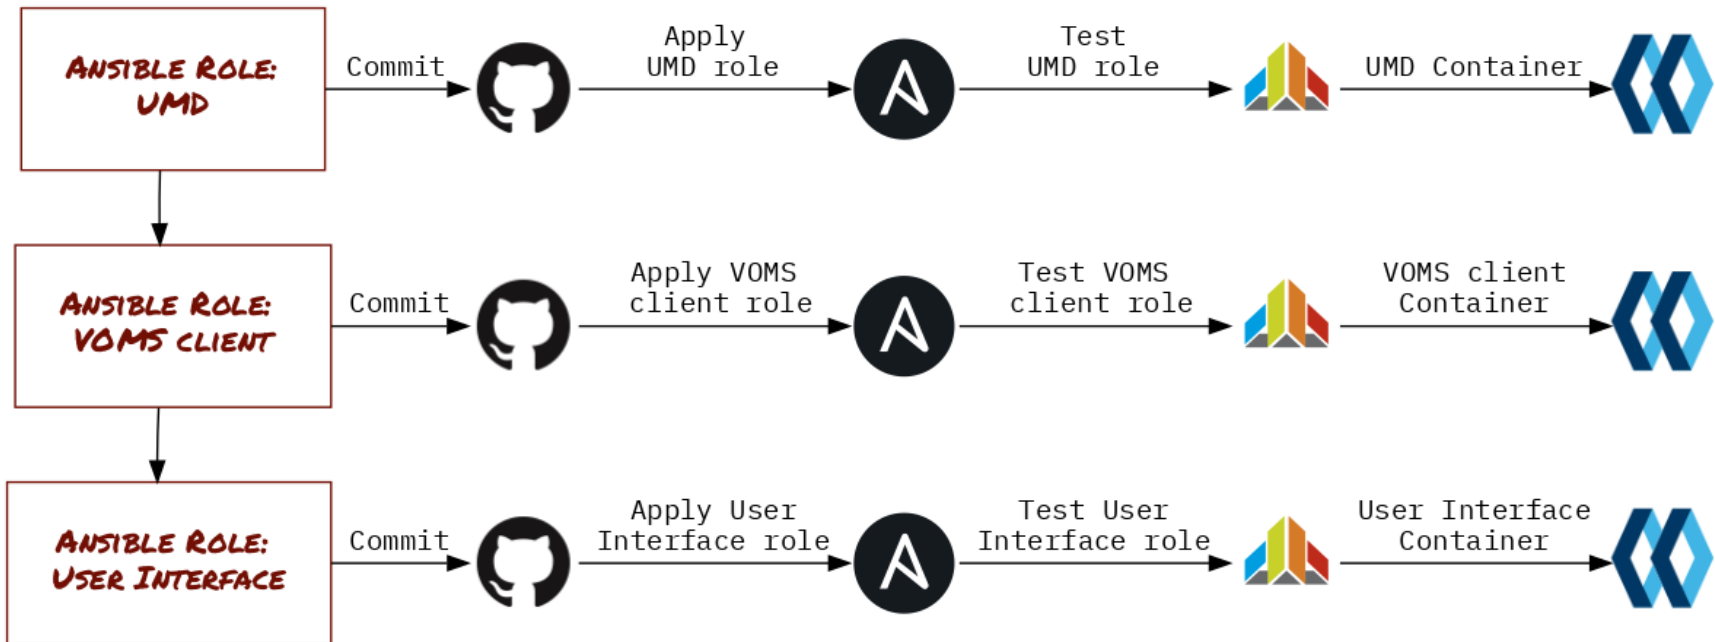 Ansible Role:
UMD
Commit
Apply
UMD role
Test
UMD role
UMD Container
Ansible Role:
VOMS client
Commit
Apply VOMS
client role
Test VOMS
client role
VOMS client
Container
Ansible Role:
User Interface
Commit
Apply User
Interface role
Test User
Interface role
User Interface
Container